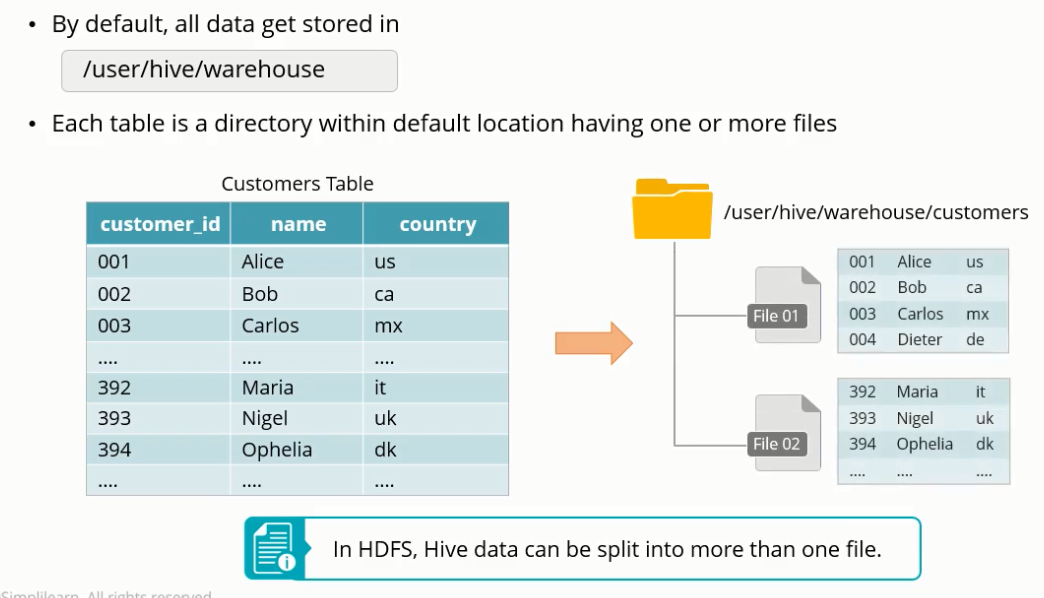 • By default, all data get stored in
/user/hive/warehouse
• Each table is a directory within default location having one or more files
Customers Table
customer_id name country
001 Alice us
002 Bob ca
003 Carlos mx
.... .... ....
392 Maria it
393 Nigel uk
394 Ophelia dk
.... .... ....
/user/hive/warehouse/customers
File 01
001 Alice us
002 Bob ca
003 Carlos mx
004 Dieter de
File 02
392 Maria it
393 Nigel uk
394 Ophelia dk
.... .... ....
In HDFS, Hive data can be split into more than one file.
Simplilearn. All rights reserved.